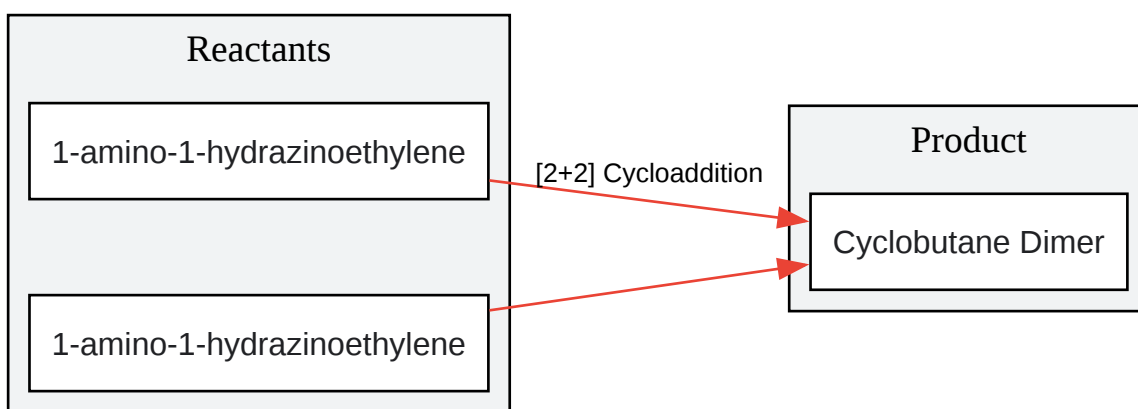 Reactants
1-amino-1-hydrazinoethylene
[2+2] Cycloaddition
1-amino-1-hydrazinoethylene
Product
Cyclobutane Dimer